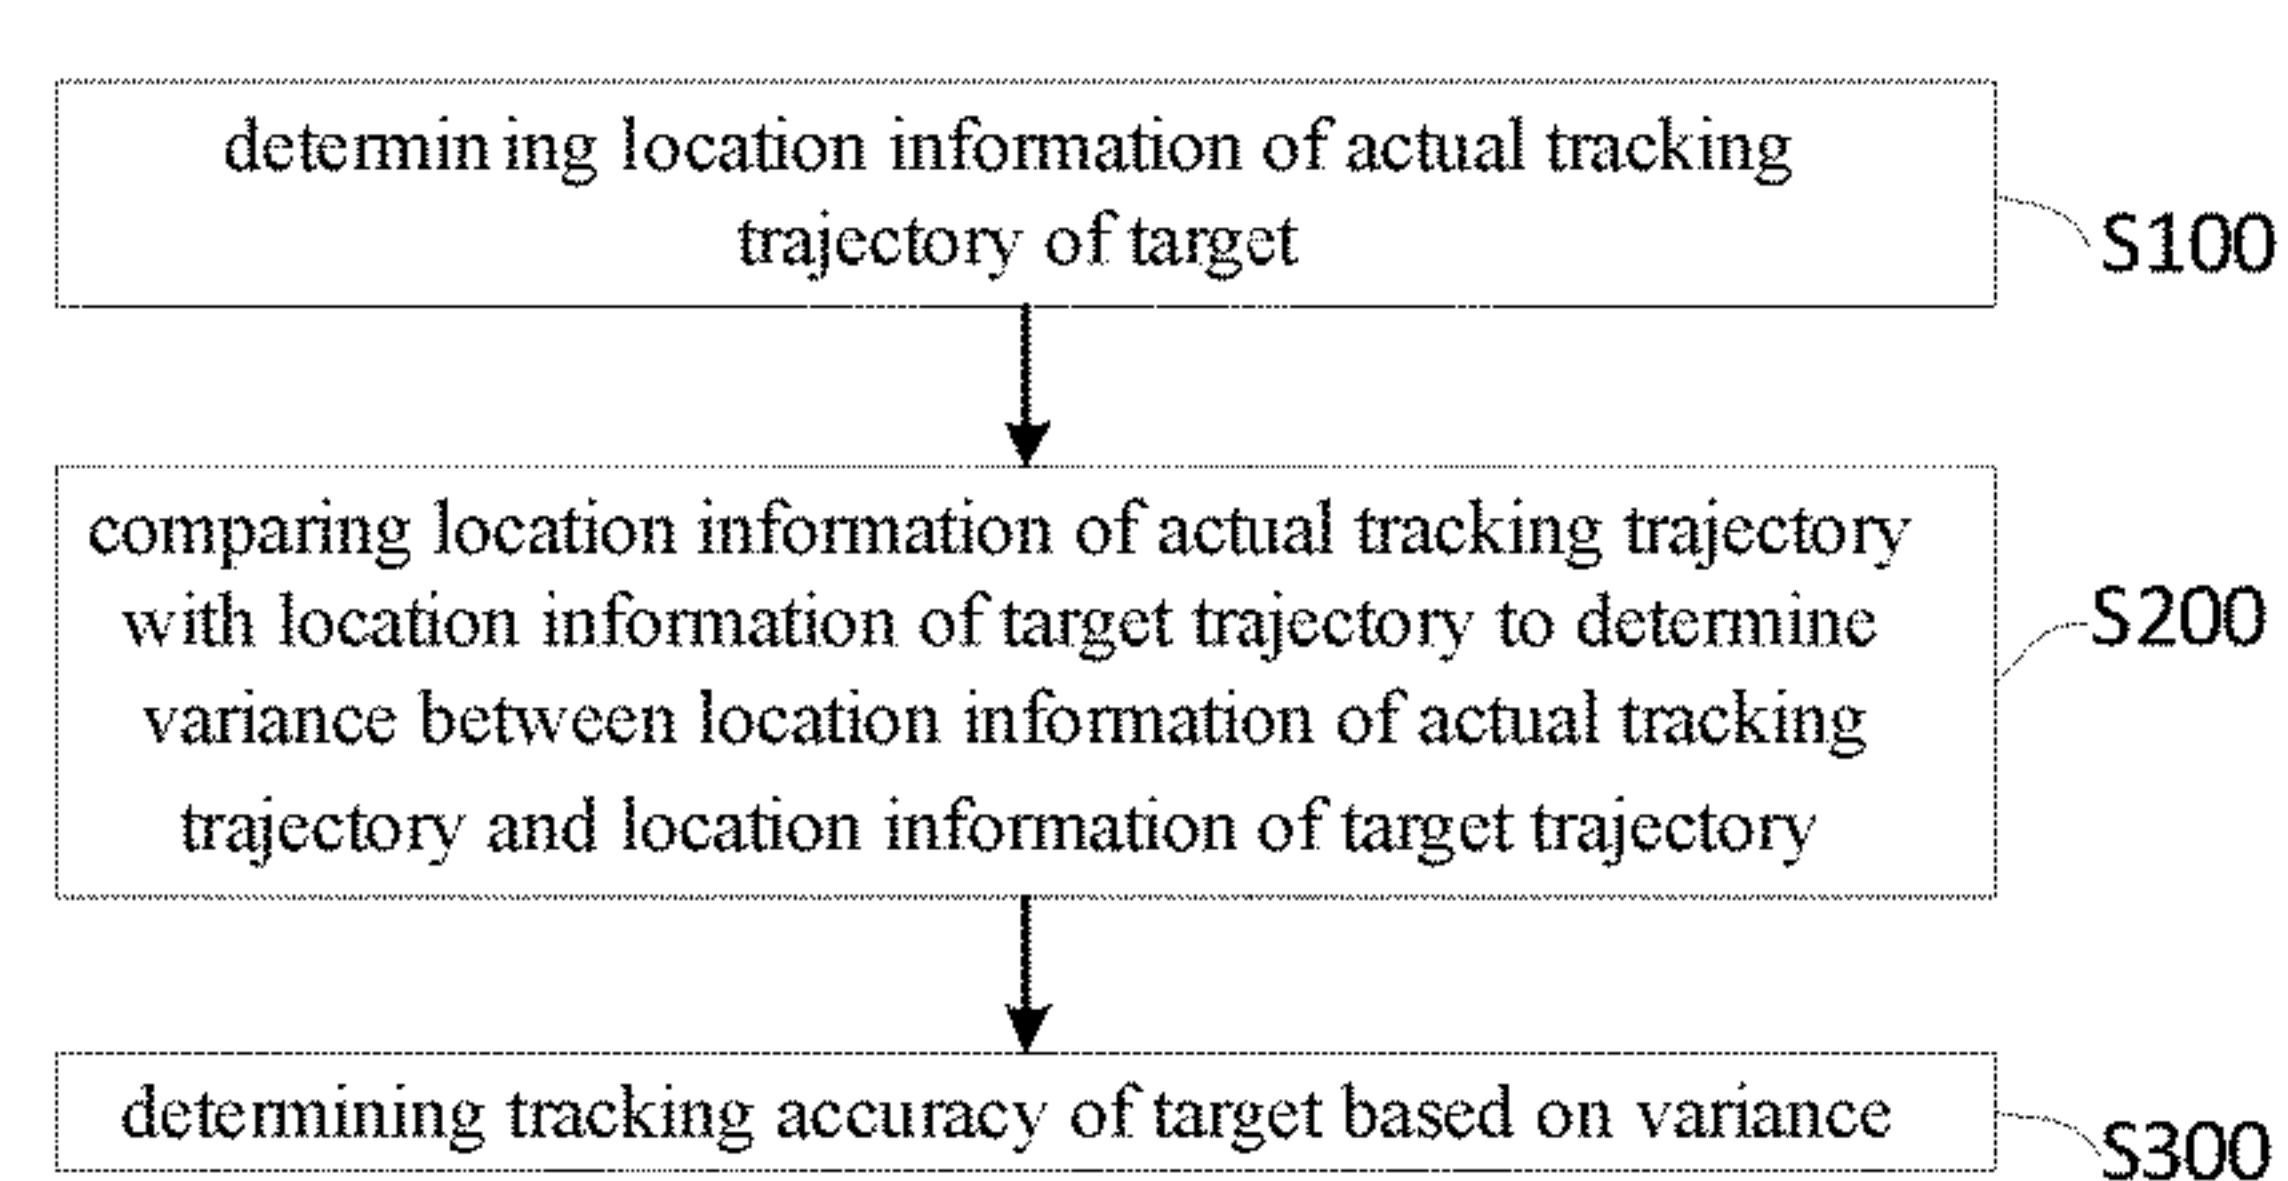 determining location information of actual tracking
trajectory of target
S100
comparing location information of actual tracking trajectory
with location information of target trajectory to determine
variance between location information of actual tracking
trajectory and location information of target trajectory
S200
determining tracking accuracy of target based on variance
S300